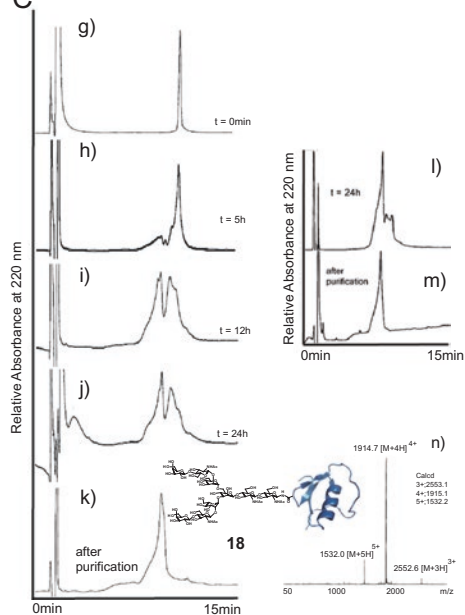 C
g)
t = 0min
h)
t = 5h
i)
t = 12h
j)
t = 24h
k)
after
purification
0min
15min
Relative Absorbance at 220 nm
l)
t = 24h
m)
after
purification
0min
15min
Relative Absorbance at 220 nm
18
n)
1914.7 [M+4H]4+
Calcd
3+;2553.1
4+;1915.1
5+;1532.2
1532.0 [M+5H]5+
2552.6 [M+3H]3+
50
1000
2000
m/z